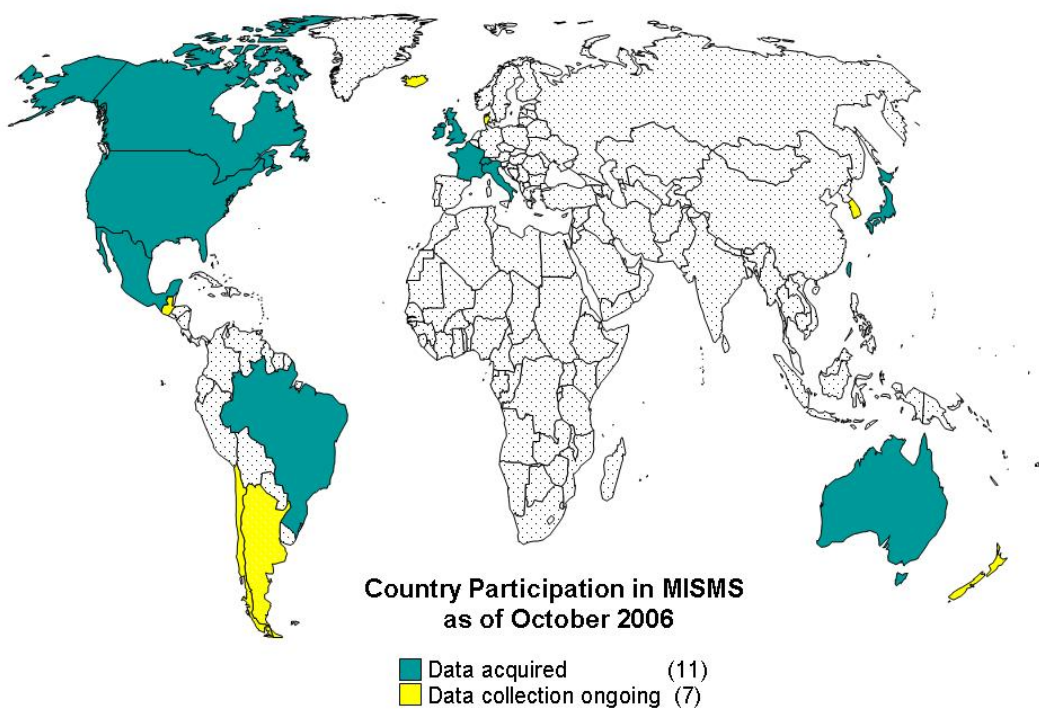 Country Participation in MISMS
as of October 2006
Data acquired (11)
Data collection ongoing (7)